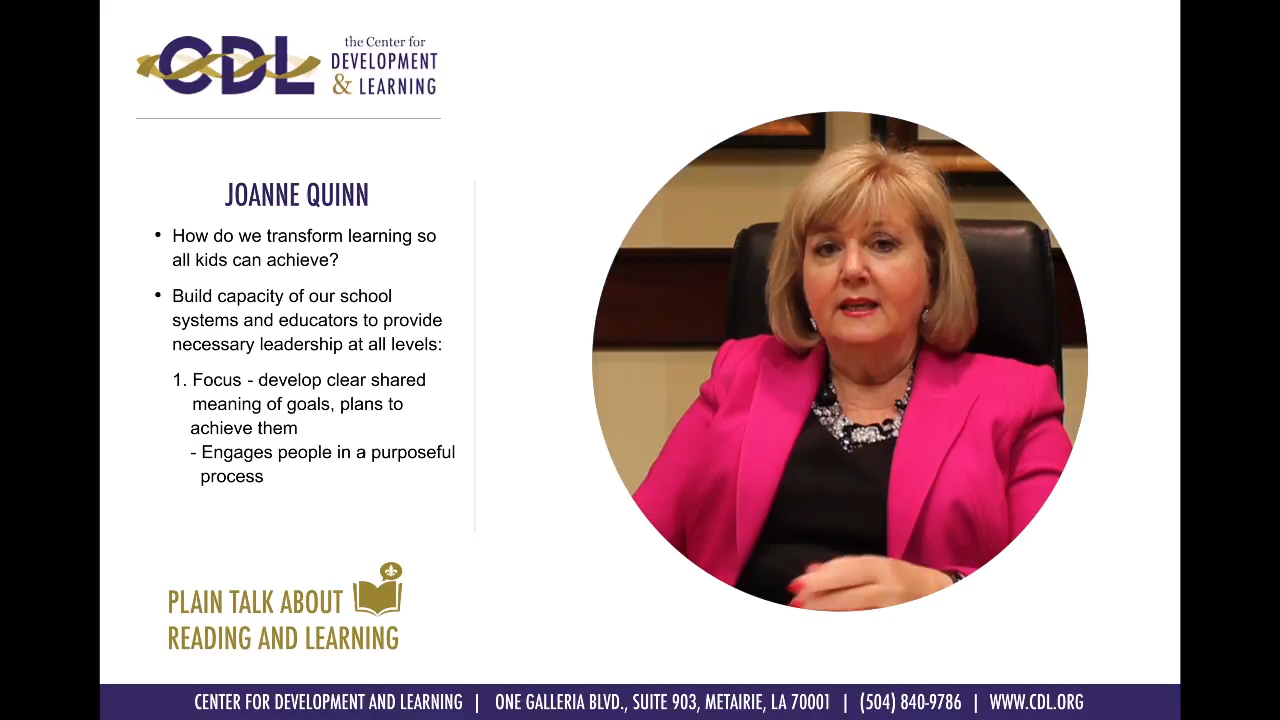 CDL
the Center for
DEVELOPMENT
& LEARNING
JOANNE QUINN
• How do we transform learning so
all kids can achieve?
• Build capacity of our school
systems and educators to provide
necessary leadership at all levels:
1. Focus - develop clear shared
meaning of goals, plans to
achieve them
- Engages people in a purposeful
process
PLAIN TALK ABOUT
READING AND LEARNING
CENTER FOR DEVELOPMENT AND LEARNING | ONE GALLERIA BLVD., SUITE 903, METAIRIE, LA 70001 | (504) 840-9786 | WWW.CDL.ORG